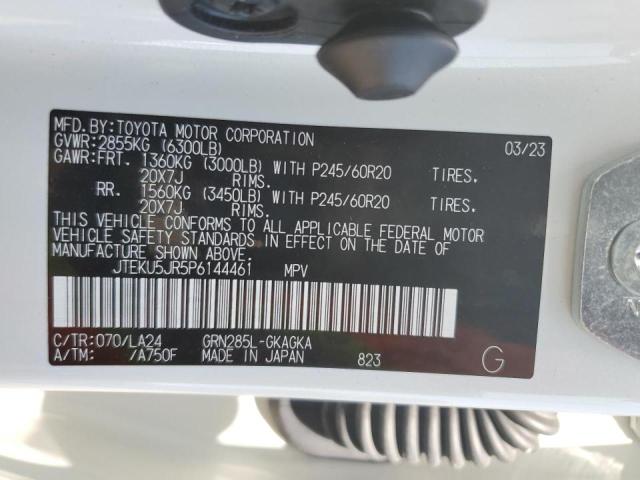 MFD.BY:TOYOTA MOTOR CORPORATION 03/23
GVWR:2855KG (6300LB)
GAWR:FRT. 1360KG (3000LB) WITH P245/60R20 TIRES.
20X7J RIMS.
RR. 1560KG (3450LB) WITH P245/60R20 TIRES.
20X7J RIMS.
THIS VEHICLE CONFORMS TO ALL APPLICABLE FEDERAL MOTOR
VEHICLE SAFETY STANDARDS IN EFFECT ON THE DATE OF
MANUFACTURE SHOWN ABOVE.
JTEKU5JR5P6144461 MPV
C/TR:070/LA24 GRN285L-GKAGKA
A/TM: /A750F MADE IN JAPAN 823 G